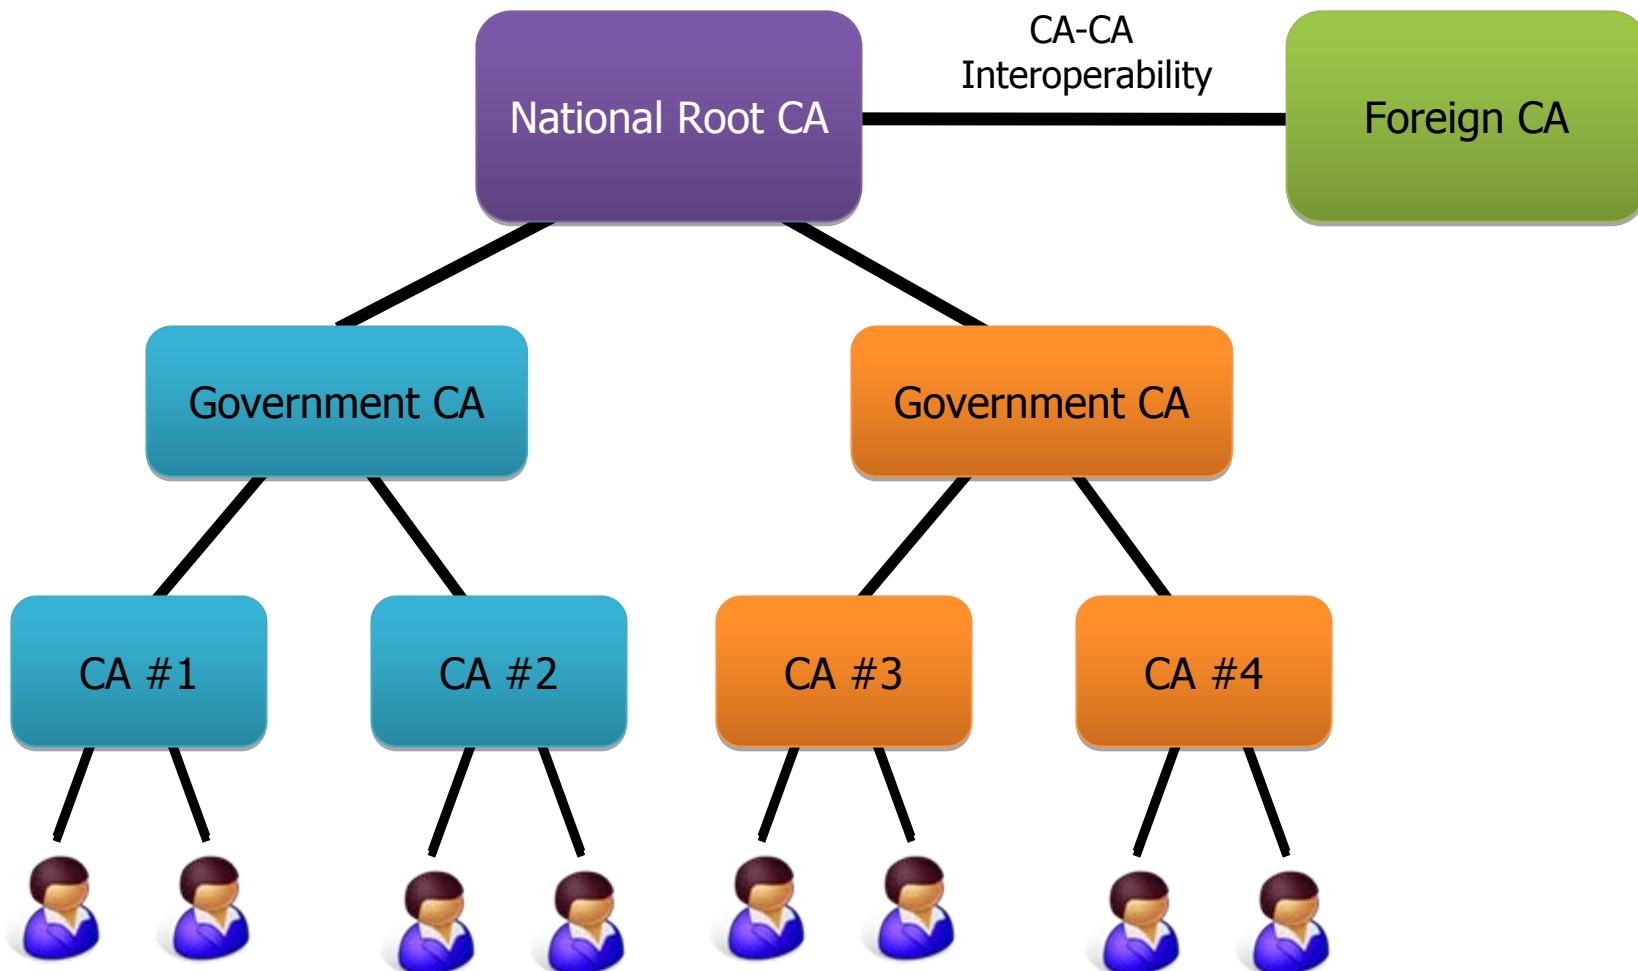 CA-CA
Interoperability
National Root CA
Foreign CA
Government CA
Government CA
CA #1
CA #2
CA #3
CA #4